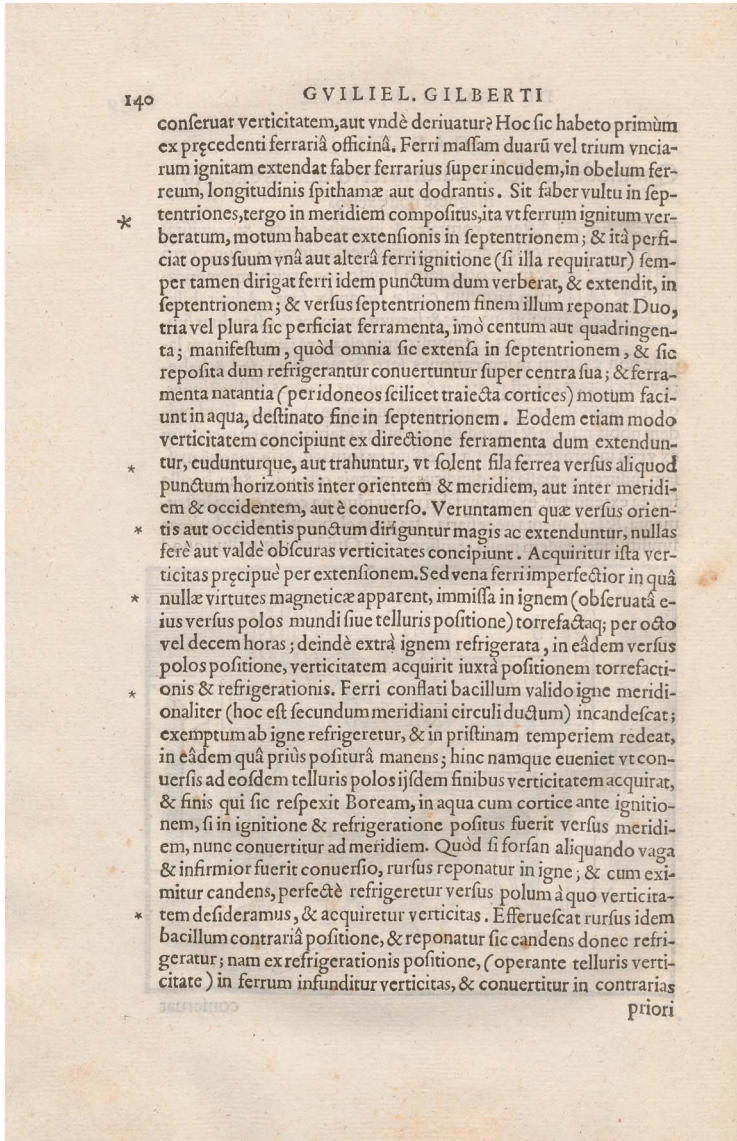 140 GVILIEL. GILBERTI
conſeruat verticitatem, aut vndè deriuatur? Hoc ſic habeto primùm
ex pręcedenti ferrariâ officinâ. Ferri maſſam duarū vel trium vncia-
rum ignitam extendat faber ferrarius ſuper incudem, in obelum fer-
reum, longitudinis ſpithamæ aut dodrantis. Sit faber vultu in ſep-
* tentriones, tergo in meridiem compoſitus, ita vt ferrum ignitum ver-
beratum, motum habeat extenſionis in ſeptentrionem; & ità perfi-
ciat opus ſuum vnâ aut alterâ ferri ignitione (ſi illa requiratur) ſem-
per tamen dirigat ferri idem punctum dum verberat, & extendit, in
ſeptentrionem; & verſus ſeptentrionem finem illum reponat Duo,
tria vel plura ſic perficiat ferramenta, imò centum aut quadringen-
ta; manifeſtum, quòd omnia ſic extenſa in ſeptentrionem, & ſic
repoſita dum refrigerantur conuertuntur ſuper centra ſua; & ferra-
menta natantia (per idoneos ſcilicet traiecta cortices) motum faci-
unt in aqua, deſtinato fine in ſeptentrionem. Eodem etiam modo
verticitatem concipiunt ex directione ferramenta dum extendun-
* tur, cudunturque, aut trahuntur, vt ſolent fila ferrea verſus aliquod
punctum horizontis inter orientem & meridiem, aut inter meridi-
em & occidentem, aut è conuerſo. Veruntamen quæ verſus orien-
* tis aut occidentis punctum diriguntur magis ac extenduntur, nullas
ferè aut valdè obſcuras verticitates concipiunt. Acquiritur iſta ver-
ticitas pręcipuè per extenſionem. Sed vena ferri imperfectior in quâ
* nullæ virtutes magneticæ apparent, immiſſa in ignem (obſeruatâ e-
ius verſus polos mundi ſiue telluris poſitione) torrefactaq; per octo
vel decem horas; deindè extrà ignem refrigerata, in eâdem verſus
polos poſitione, verticitatem acquirit iuxtà poſitionem torrefacti-
* onis & refrigerationis. Ferri conflati bacillum valido igne meridi-
onaliter (hoc eſt ſecundum meridiani circuli ductum) incandeſcat;
exemptum ab igne refrigeretur, & in priſtinam temperiem redeat,
in eâdem quâ priùs poſiturâ manens; hinc namque eueniet vt con-
uerſis ad eoſdem telluris polos ijſdem finibus verticitatem acquirat,
& finis qui ſic reſpexit Boream, in aqua cum cortice ante ignitio-
nem, ſi in ignitione & refrigeratione poſitus fuerit verſus meridi-
em, nunc conuertitur ad meridiem. Quòd ſi forſan aliquando vaga
& infirmior fuerit conuerſio, rurſus reponatur in igne; & cum exi-
mitur candens, perfectè refrigeretur verſus polum à quo verticita-
* tem deſideramus, & acquiretur verticitas. Efferueſcat rurſus idem
bacillum contrariâ poſitione, & reponatur ſic candens donec refri-
geratur; nam ex refrigerationis poſitione, (operante telluris verti-
citate) in ferrum infunditur verticitas, & conuertitur in contrarias
priori